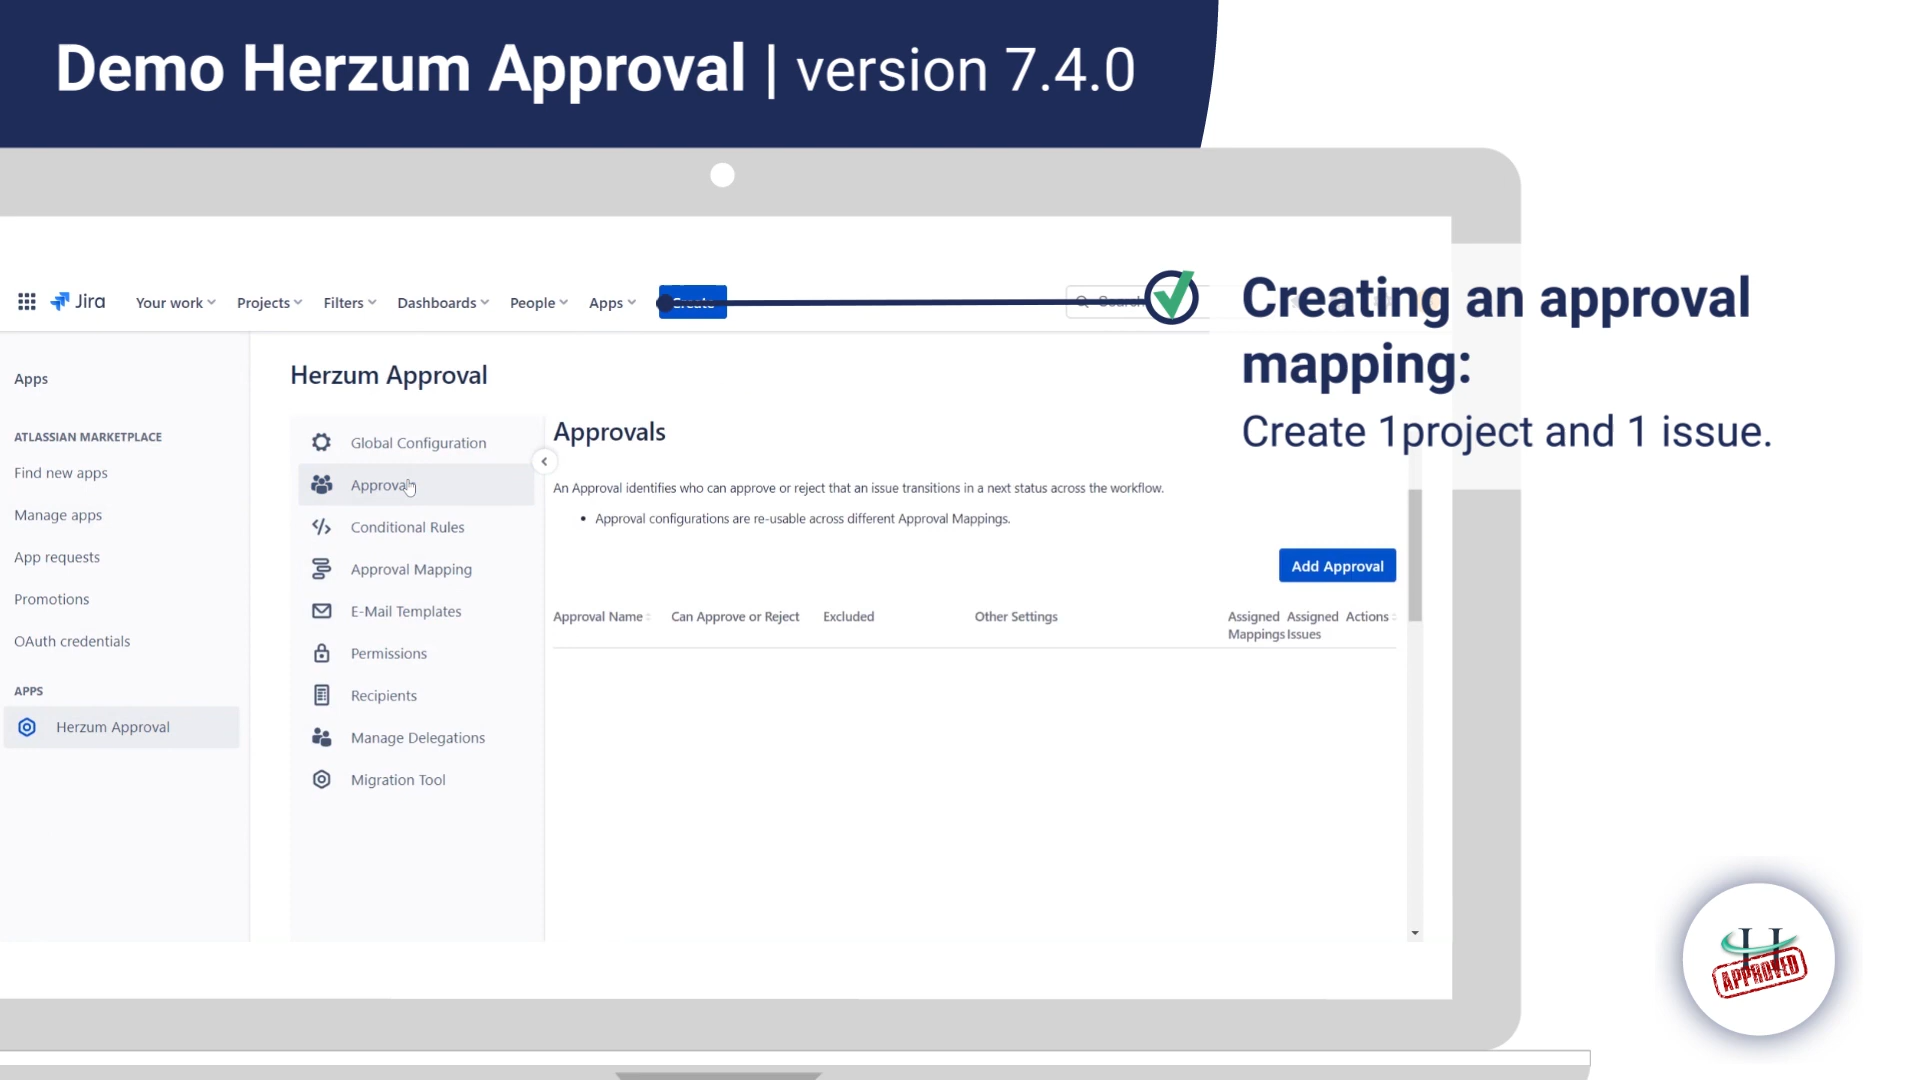 Demo Herzum Approval | version 7.4.0
Jira Your work Projects Filters Dashboards People Apps Create Search
Creating an approval
mapping:
Create 1project and 1 issue.
Apps
ATLASSIAN MARKETPLACE
Find new apps
Manage apps
App requests
Promotions
OAuth credentials
APPS
Herzum Approval
Herzum Approval
Global Configuration
Approvals
Conditional Rules
Approval Mapping
E-Mail Templates
Permissions
Recipients
Manage Delegations
Migration Tool
Approvals
An Approval identifies who can approve or reject that an issue transitions in a next status across the workflow.
• Approval configurations are re-usable across different Approval Mappings.
Add Approval
Approval Name Can Approve or Reject Excluded Other Settings Assigned Assigned Actions
Mappings Issues
H
APPROVED